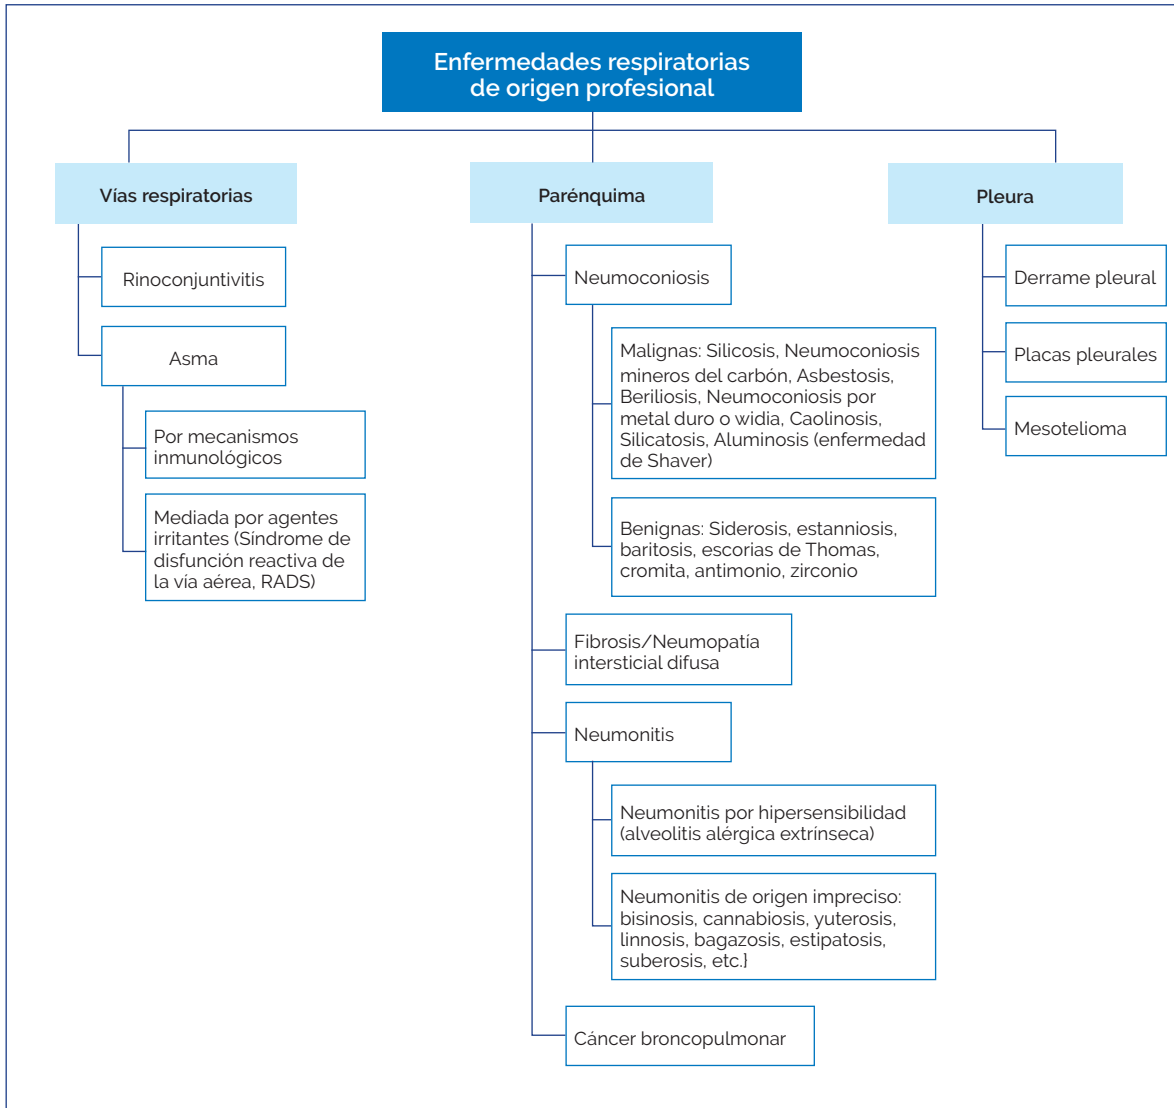 Enfermedades respiratorias
de origen profesional
Vías respiratorias
Rinoconjuntivitis
Asma
Por mecanismos
inmunológicos
Mediada por agentes
irritantes (Síndrome de
disfunción reactiva de
la vía aérea, RADS)
Parénquima
Neumoconiosis
Malignas: Silicosis, Neumoconiosis
mineros del carbón, Asbestosis,
Beriliosis, Neumoconiosis por
metal duro o widia, Caolinosis,
Silicatosis, Aluminosis (enfermedad
de Shaver)
Benignas: Siderosis, estanniosis,
baritosis, escorias de Thomas,
cromita, antimonio, zirconio
Fibrosis/Neumopatía
intersticial difusa
Neumonitis
Neumonitis por hipersensibilidad
(alveolitis alérgica extrínseca)
Neumonitis de origen impreciso:
bisinosis, cannabiosis, yuterosis,
linnosis, bagazosis, estipatosis,
suberosis, etc.}
Cáncer broncopulmonar
Pleura
Derrame pleural
Placas pleurales
Mesotelioma